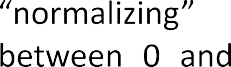 “normalizing”
between 0 and